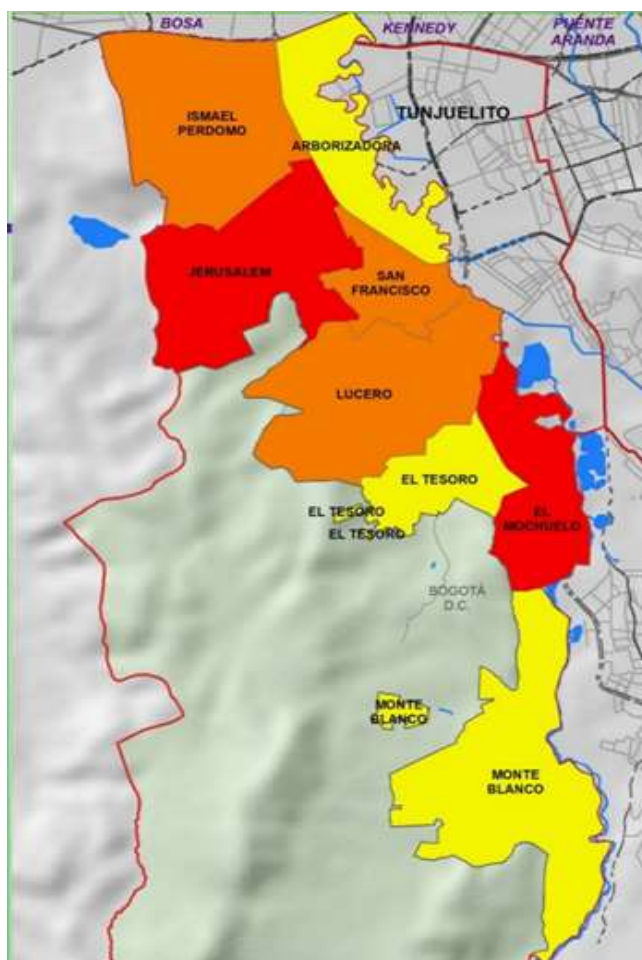 BOSA
KENNEDY
PUENTE
ARANDA
TUNJUELITO
ISMAEL
PERDOMO
ARBORIZADORA
JERUSALEM
SAN
FRANCISCO
LUCERO
EL TESORO
EL TESORO
EL TESORO
EL
MOCHUELO
BOGOTÁ
D.C.
MONTE
BLANCO
MONTE
BLANCO